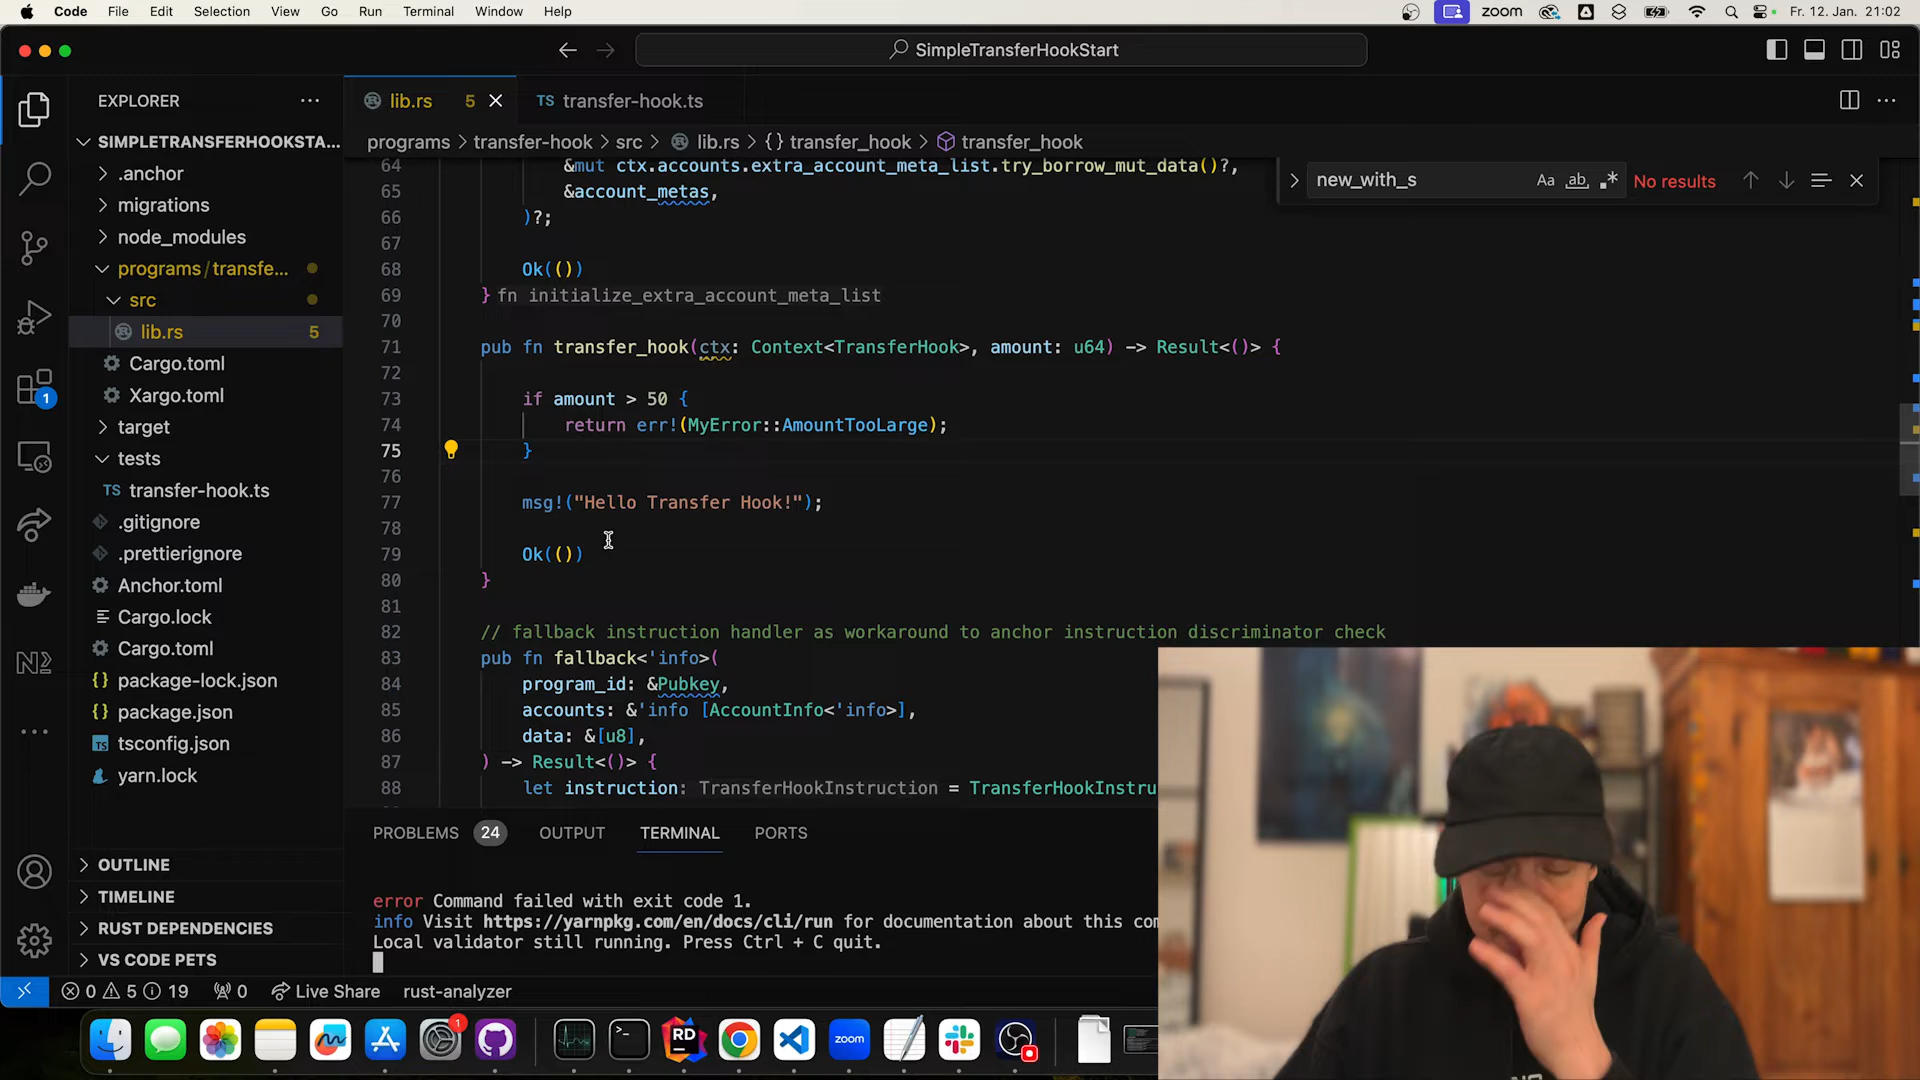 Code File Edit Selection View Go Run Terminal Window Help
zoom Fr. 12. Jan. 21:02
SimpleTransferHookStart
EXPLORER
SIMPLETRANSFERHOOKSTA...
.anchor
migrations
node_modules
programs/transfe...
src
lib.rs 5
Cargo.toml
Xargo.toml
target
tests
TS transfer-hook.ts
.gitignore
.prettierignore
Anchor.toml
Cargo.lock
Cargo.toml
{} package-lock.json
{} package.json
TS tsconfig.json
yarn.lock
OUTLINE
TIMELINE
RUST DEPENDENCIES
VS CODE PETS
1
lib.rs 5
TS transfer-hook.ts
programs > transfer-hook > src > lib.rs > {} transfer_hook > transfer_hook
new_with_s Aa ab .* No results
64 &mut ctx.accounts.extra_account_meta_list.try_borrow_mut_data()?,
65 &account_metas,
66 )?;
67
68 Ok(())
69 } fn initialize_extra_account_meta_list
70
71 pub fn transfer_hook(ctx: Context<TransferHook>, amount: u64) -> Result<()> {
72
73 if amount > 50 {
74 return err!(MyError::AmountTooLarge);
75 }
76
77 msg!("Hello Transfer Hook!");
78
79 Ok(())
80 }
81
82 // fallback instruction handler as workaround to anchor instruction discriminator check
83 pub fn fallback<'info>(
84 program_id: &Pubkey,
85 accounts: &'info [AccountInfo<'info>],
86 data: &[u8],
87 ) -> Result<()> {
88 let instruction: TransferHookInstruction = TransferHookInstru
PROBLEMS 24 OUTPUT TERMINAL PORTS
error Command failed with exit code 1.
info Visit https://yarnpkg.com/en/docs/cli/run for documentation about this com
Local validator still running. Press Ctrl + C quit.
0 5 19 0 Live Share rust-analyzer
1
RD
zoom